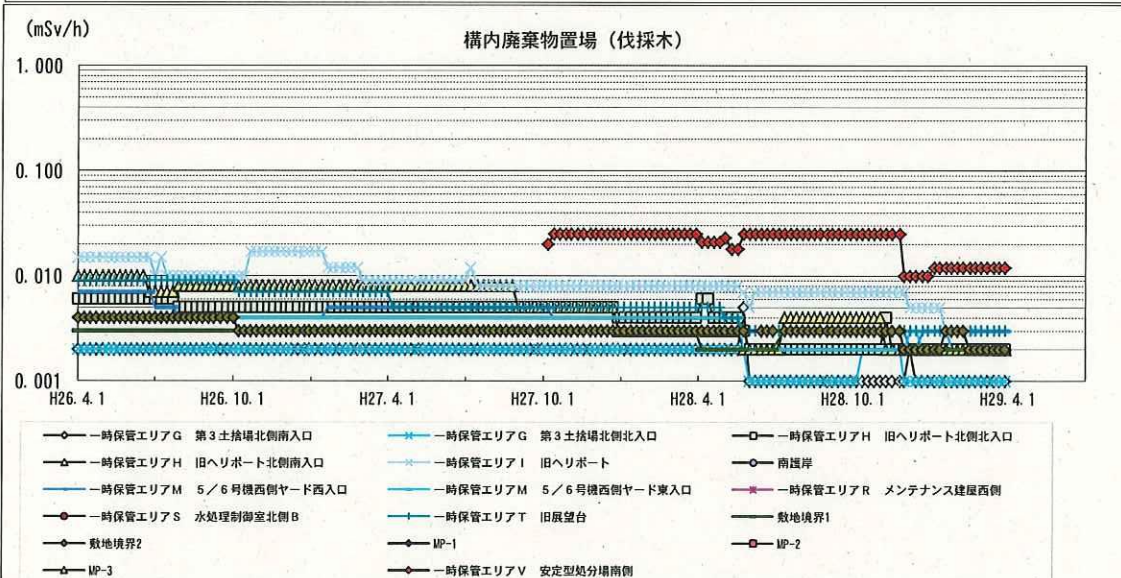 (mSv/h)
構内廃棄物置場（伐採木）
1.000
0.100
0.010
0.001
H26.4.1 H26.10.1 H27.4.1 H27.10.1 H28.4.1 H28.10.1 H29.4.1
一時保管エリアG 第3土捨場北側南入口 一時保管エリアG 第3土捨場北側北入口 一時保管エリアH 旧ヘリポート北側北入口
一時保管エリアH 旧ヘリポート北側南入口 一時保管エリアI 旧ヘリポート 南護岸
一時保管エリアM 5／6号機西側ヤード西入口 一時保管エリアM 5／6号機西側ヤード東入口 一時保管エリアR メンテナンス建屋西側
一時保管エリアS 水処理制御室北側B 一時保管エリアT 旧展望台 敷地境界1
敷地境界2 MP-1 MP-2
MP-3 一時保管エリアV 安定型処分場南側